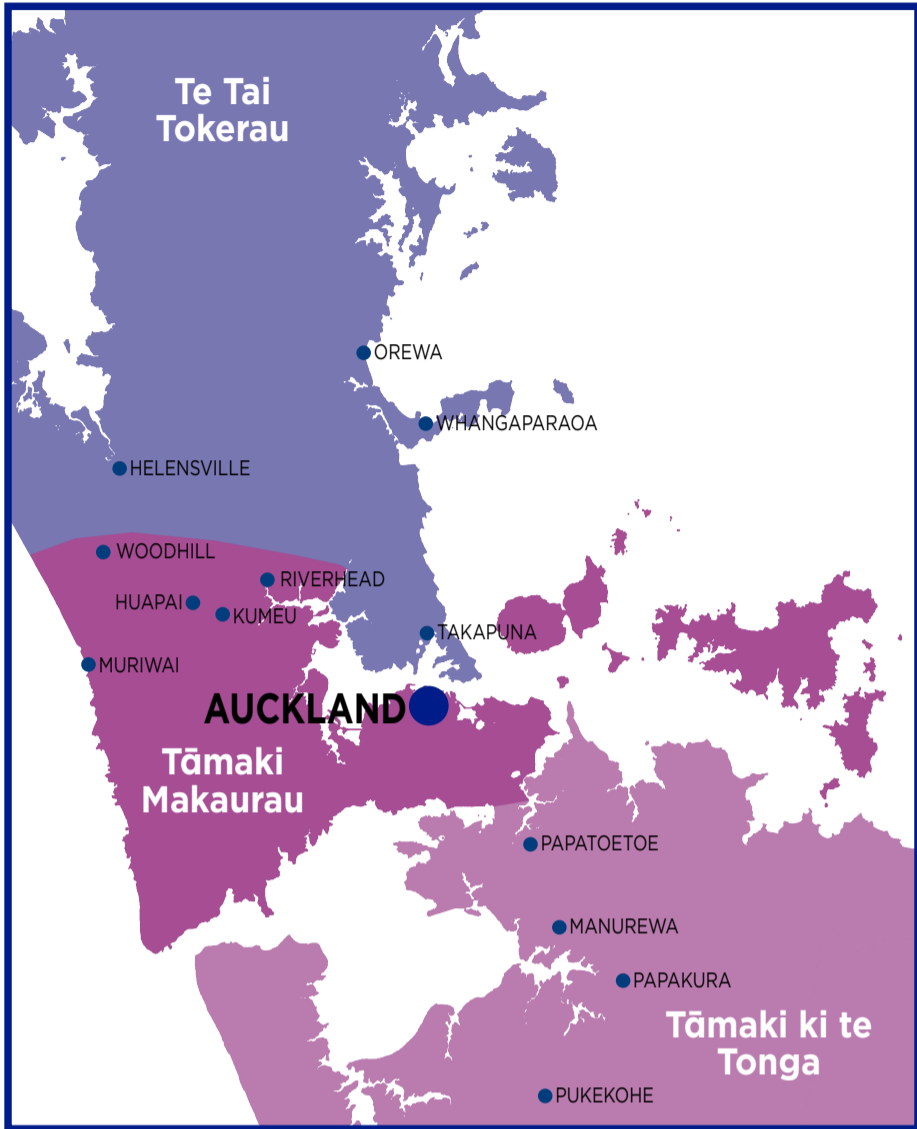 Te Tai
Tokerau
OREWA
WHANGAPARAOA
HELENSVILLE
WOODHILL
RIVERHEAD
HUAPAI
KUMEU
TAKAPUNA
MURIWAI
AUCKLAND
Tāmaki
Makaurau
PAPATOETOE
MANUREWA
PAPAKURA
Tāmaki ki te
Tonga
PUKEKOHE